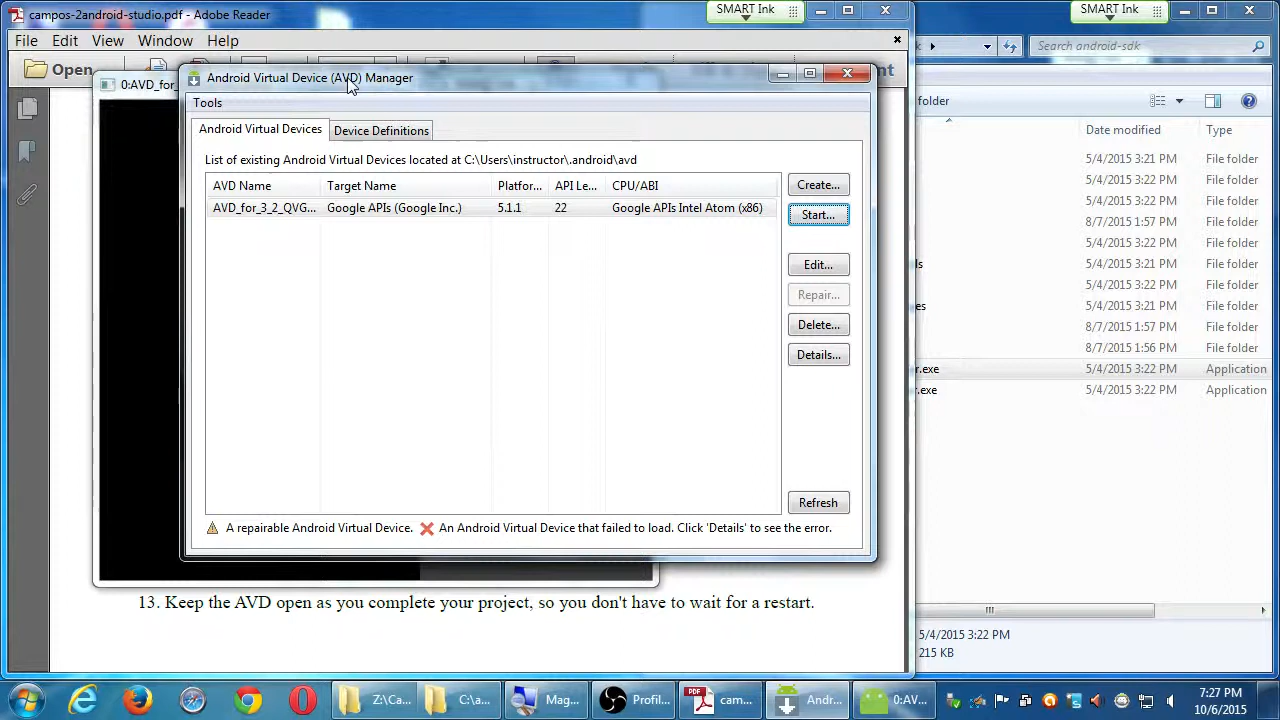 campos-2android-studio.pdf - Adobe Reader
SMART Ink
SMART Ink
File Edit View Window Help
Search android-sdk
Open
0:AVD_for_
Android Virtual Device (AVD) Manager
nt
Tools
folder
Android Virtual Devices
Device Definitions
Date modified
Type
List of existing Android Virtual Devices located at C:\Users\instructor\.android\avd
AVD Name Target Name Platfor... API Le... CPU/ABI
AVD_for_3_2_QVG... Google APIs (Google Inc.) 5.1.1 22 Google APIs Intel Atom (x86)
Create...
Start...
Edit...
Repair...
Delete...
Details...
Refresh
5/4/2015 3:21 PM File folder
5/4/2015 3:22 PM File folder
5/4/2015 3:22 PM File folder
8/7/2015 1:57 PM File folder
ls 5/4/2015 3:21 PM File folder
5/4/2015 3:22 PM File folder
es 5/4/2015 3:21 PM File folder
8/7/2015 1:57 PM File folder
8/7/2015 1:56 PM File folder
r.exe 5/4/2015 3:22 PM Application
r.exe 5/4/2015 3:22 PM Application
A repairable Android Virtual Device. An Android Virtual Device that failed to load. Click 'Details' to see the error.
13. Keep the AVD open as you complete your project, so you don't have to wait for a restart.
5/4/2015 3:22 PM
215 KB
Z:\Ca...
C:\a...
Mag...
Profil...
PDF
cam...
Andr...
0:AV...
7:27 PM
10/6/2015